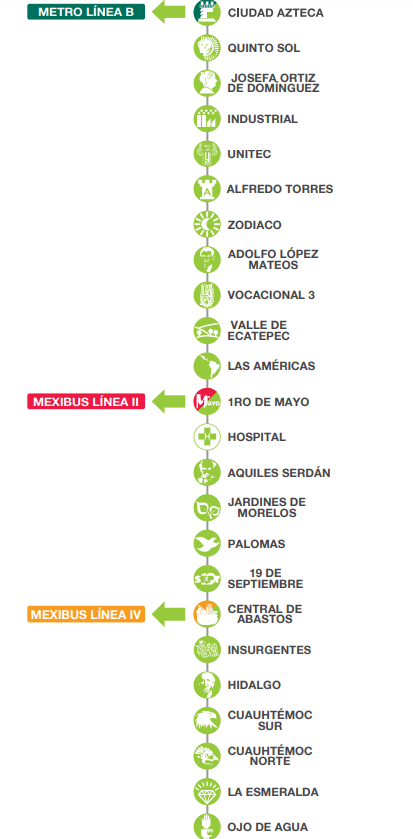 METRO LÍNEA B
CIUDAD AZTECA
QUINTO SOL
JOSEFA ORTIZ
DE DOMÍNGUEZ
INDUSTRIAL
UNITEC
A
ALFREDO TORRES
ZODIACO
ADOLFO LÓPEZ
MATEOS
VOCACIONAL 3
VALLE DE
ECATEPEC
LAS AMÉRICAS
MEXIBUS LÍNEA II
1RO DE MAYO
H
HOSPITAL
AQUILES SERDÁN
JARDINES DE
MORELOS
PALOMAS
19 DE
SEPTIEMBRE
MEXIBUS LÍNEA IV
CENTRAL DE
ABASTOS
INSURGENTES
HIDALGO
CUAUHTÉMOC
SUR
CUAUHTÉMOC
NORTE
LA ESMERALDA
OJO DE AGUA